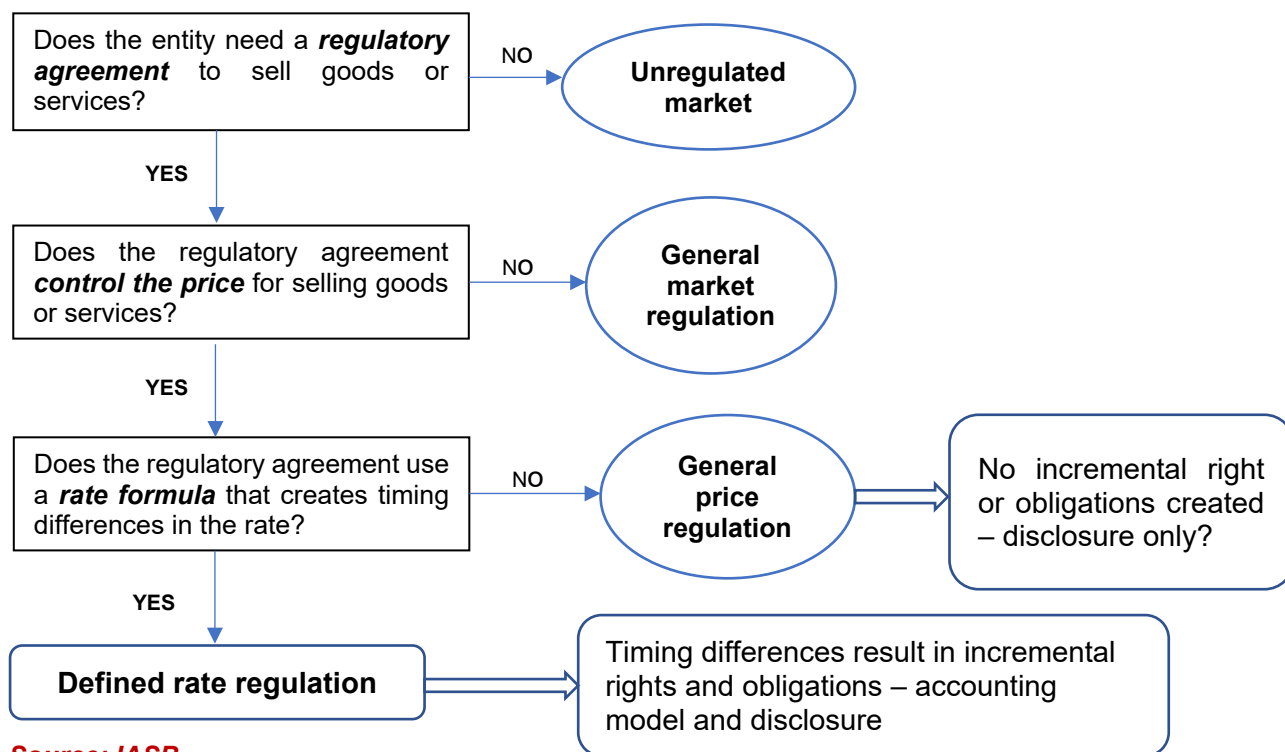 Does the entity need a regulatory
agreement to sell goods or
services?
NO
Unregulated
market
YES
Does the regulatory agreement
control the price for selling goods
or services?
NO
General
market
regulation
YES
Does the regulatory agreement use
a rate formula that creates timing
differences in the rate?
NO
General
price
regulation
No incremental right
or obligations created
– disclosure only?
YES
Defined rate regulation
Timing differences result in incremental
rights and obligations – accounting
model and disclosure
Source: IASB